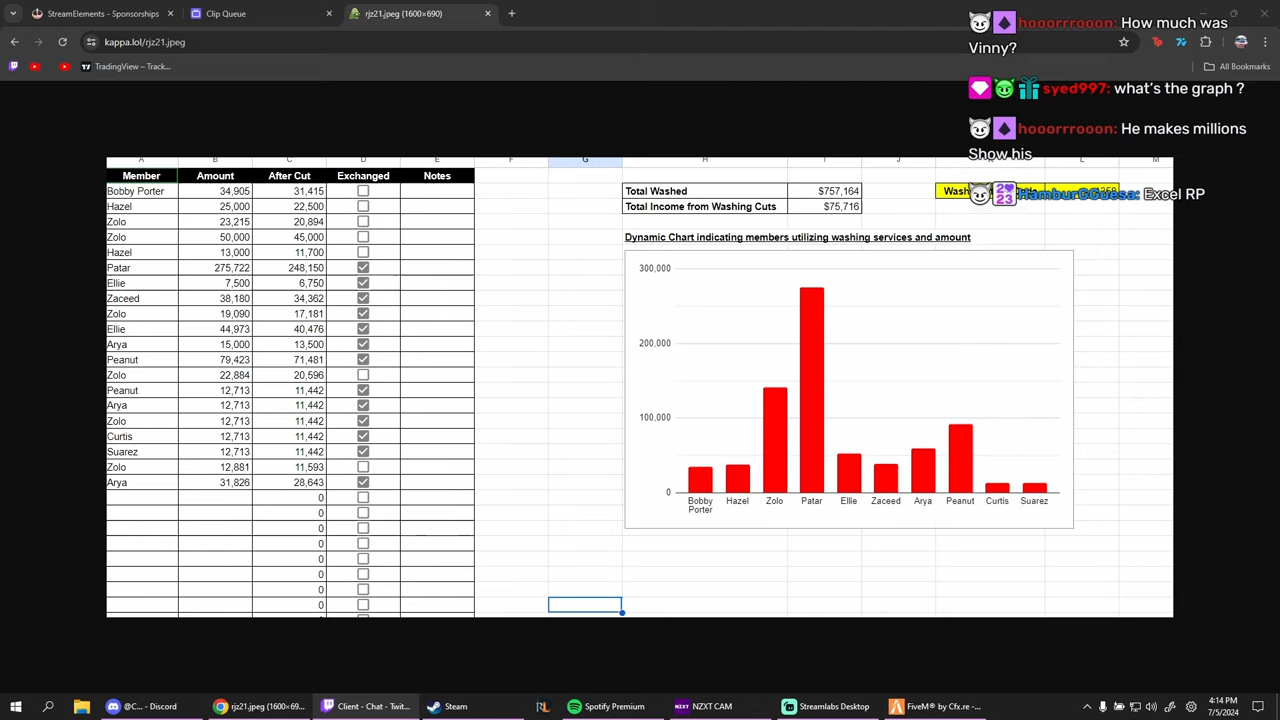 StreamElements - Sponsorships
Clip Queue
rjz21.jpeg (1600×690)
kappa.lol/rjz21.jpeg
TradingView – Track...
All Bookmarks
hooorrrooon: How much was
Vinny?
syed997: what's the graph ?
hooorrrooon: He makes millions
Show his
HamburGGuesa: Excel RP
A B C D E F G H I J L M
Member Amount After Cut Exchanged Notes
Bobby Porter 34,905 31,415
Hazel 25,000 22,500
Zolo 23,215 20,894
Zolo 50,000 45,000
Hazel 13,000 11,700
Patar 275,722 248,150
Ellie 7,500 6,750
Zaceed 38,180 34,362
Zolo 19,090 17,181
Ellie 44,973 40,476
Arya 15,000 13,500
Peanut 79,423 71,481
Zolo 22,884 20,596
Peanut 12,713 11,442
Arya 12,713 11,442
Zolo 12,713 11,442
Curtis 12,713 11,442
Suarez 12,713 11,442
Zolo 12,881 11,593
Arya 31,826 28,643
0
0
0
0
0
0
0
0
Total Washed $757,164
Total Income from Washing Cuts $75,716
Dynamic Chart indicating members utilizing washing services and amount
300,000
200,000
100,000
0
Bobby Porter Hazel Zolo Patar Ellie Zaceed Arya Peanut Curtis Suarez
@C... - Discord
rjz21.jpeg (1600×60...
Client - Chat - Twit...
Steam
Spotify Premium
NZXT CAM
Streamlabs Desktop
FiveM® by Cfx.re - ...
4:14 PM
7/5/2024